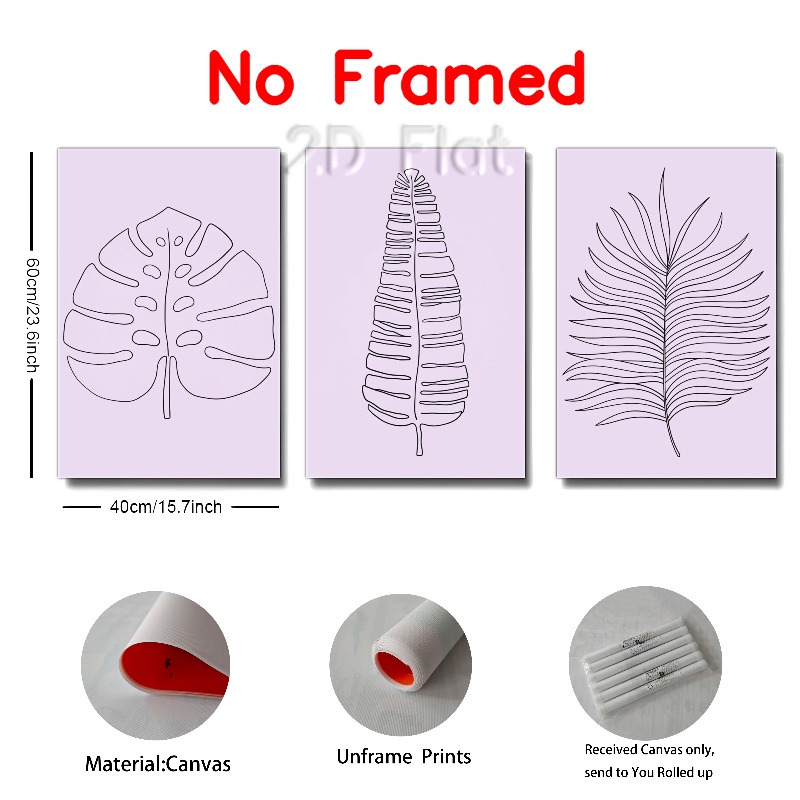 No Framed
2D Flat
60cm/23.6inch
40cm/15.7inch
Material:Canvas
Unframe Prints
Received Canvas only,
send to You Rolled up